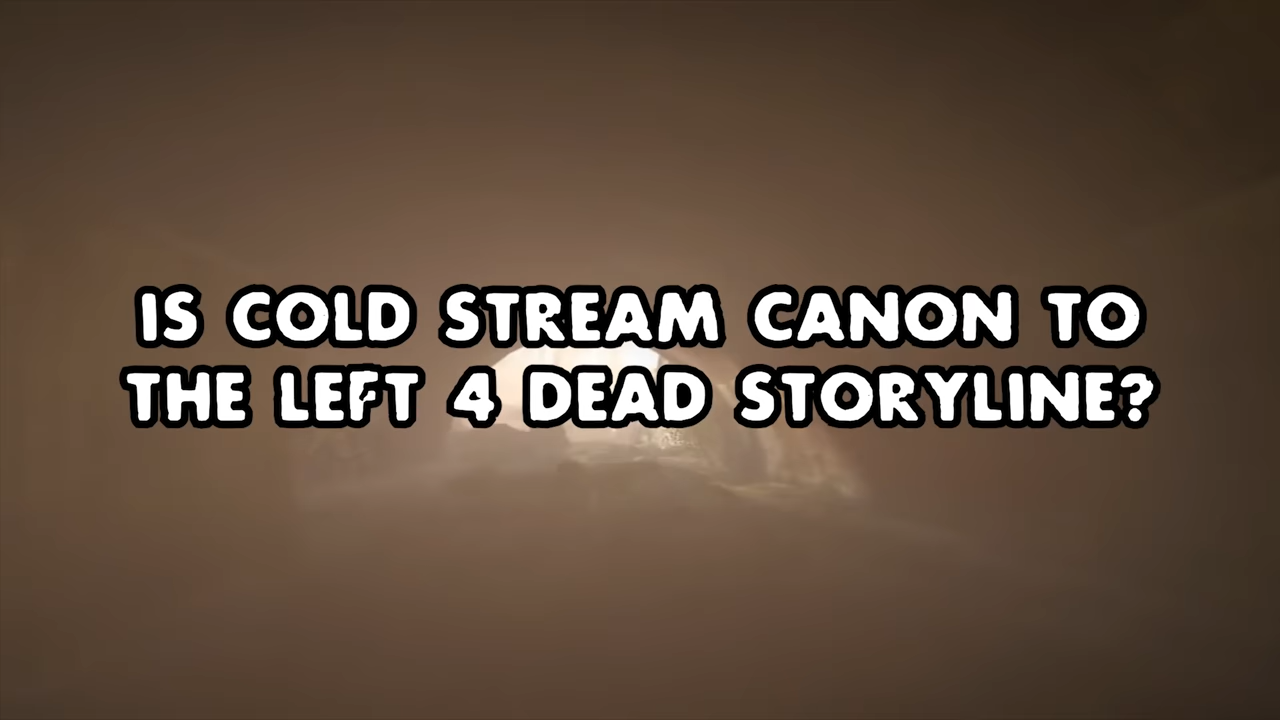 IS COLD STREAM CANON TO
THE LEFT 4 DEAD STORYLINE?